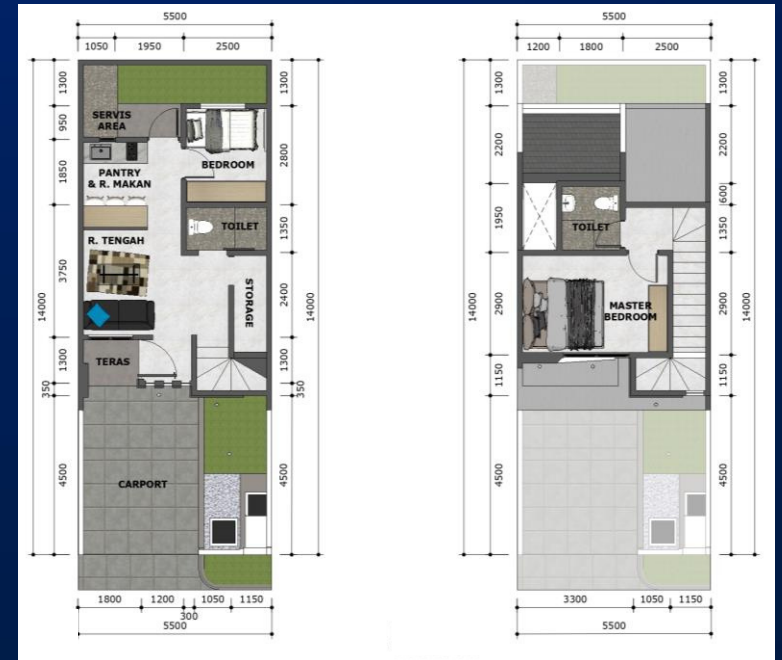 5500
1050 1950 2500
1300
950
1850
3750
1300
350
4500
14000
SERVIS
AREA
BEDROOM
PANTRY
& R. MAKAN
TOILET
R. TENGAH
STORAGE
TERAS
CARPORT
1300
2800
1350
2400
1300
350
4500
14000
1800 1200 300 1050 1150
5500
5500
1200 1800 2500
1300
2200
1950
2900
1150
4500
14000
TOILET
MASTER
BEDROOM
1300
2200
600
1350
2900
1150
4500
14000
3300 1050 1150
5500